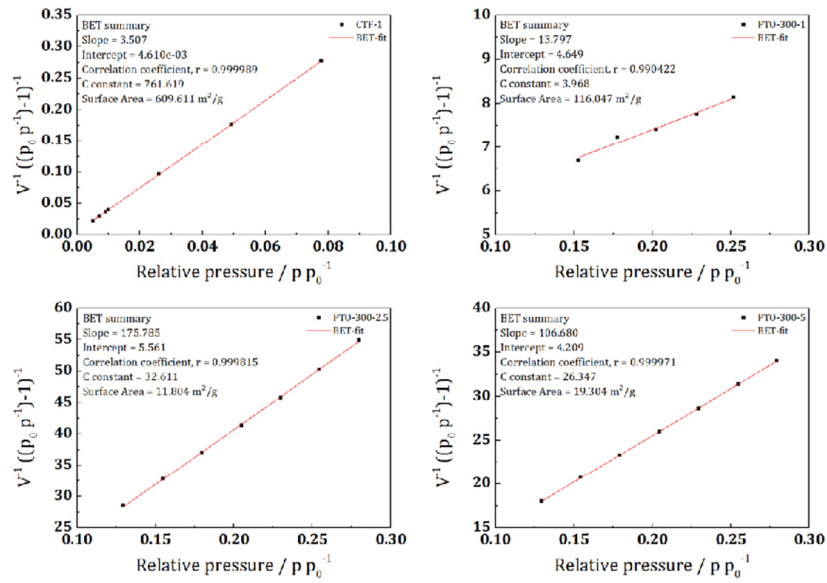 BET summary
Slope = 3.507
Intercept = 4.610e-03
Correlation coefficient, r = 0.999989
C constant = 761.619
Surface Area = 609.611 m²/g
CTF-1
BET-fit
0.35
0.30
0.25
0.20
0.15
0.10
0.05
0.00
V⁻¹ ((p₀ p⁻¹)-1)⁻¹
0.00 0.02 0.04 0.06 0.08 0.10
Relative pressure / p p₀⁻¹
BET summary
Slope = 13.797
Intercept = 4.649
Correlation coefficient, r = 0.990422
C constant = 3.968
Surface Area = 116.047 m²/g
PTO-300-1
BET-fit
10
9
8
7
6
5
V⁻¹ ((p₀ p⁻¹)-1)⁻¹
0.10 0.15 0.20 0.25 0.30
Relative pressure / p p₀⁻¹
BET summary
Slope = 175.785
Intercept = 5.561
Correlation coefficient, r = 0.999815
C constant = 32.611
Surface Area = 11.804 m²/g
PTO-300-2.5
BET-fit
60
55
50
45
40
35
30
25
V⁻¹ ((p₀ p⁻¹)-1)⁻¹
0.10 0.15 0.20 0.25 0.30
Relative pressure / p p₀⁻¹
BET summary
Slope = 106.680
Intercept = 4.209
Correlation coefficient, r = 0.999971
C constant = 26.347
Surface Area = 19.304 m²/g
PTO-300-5
BET-fit
40
35
30
25
20
15
V⁻¹ ((p₀ p⁻¹)-1)⁻¹
0.10 0.15 0.20 0.25 0.30
Relative pressure / p p₀⁻¹